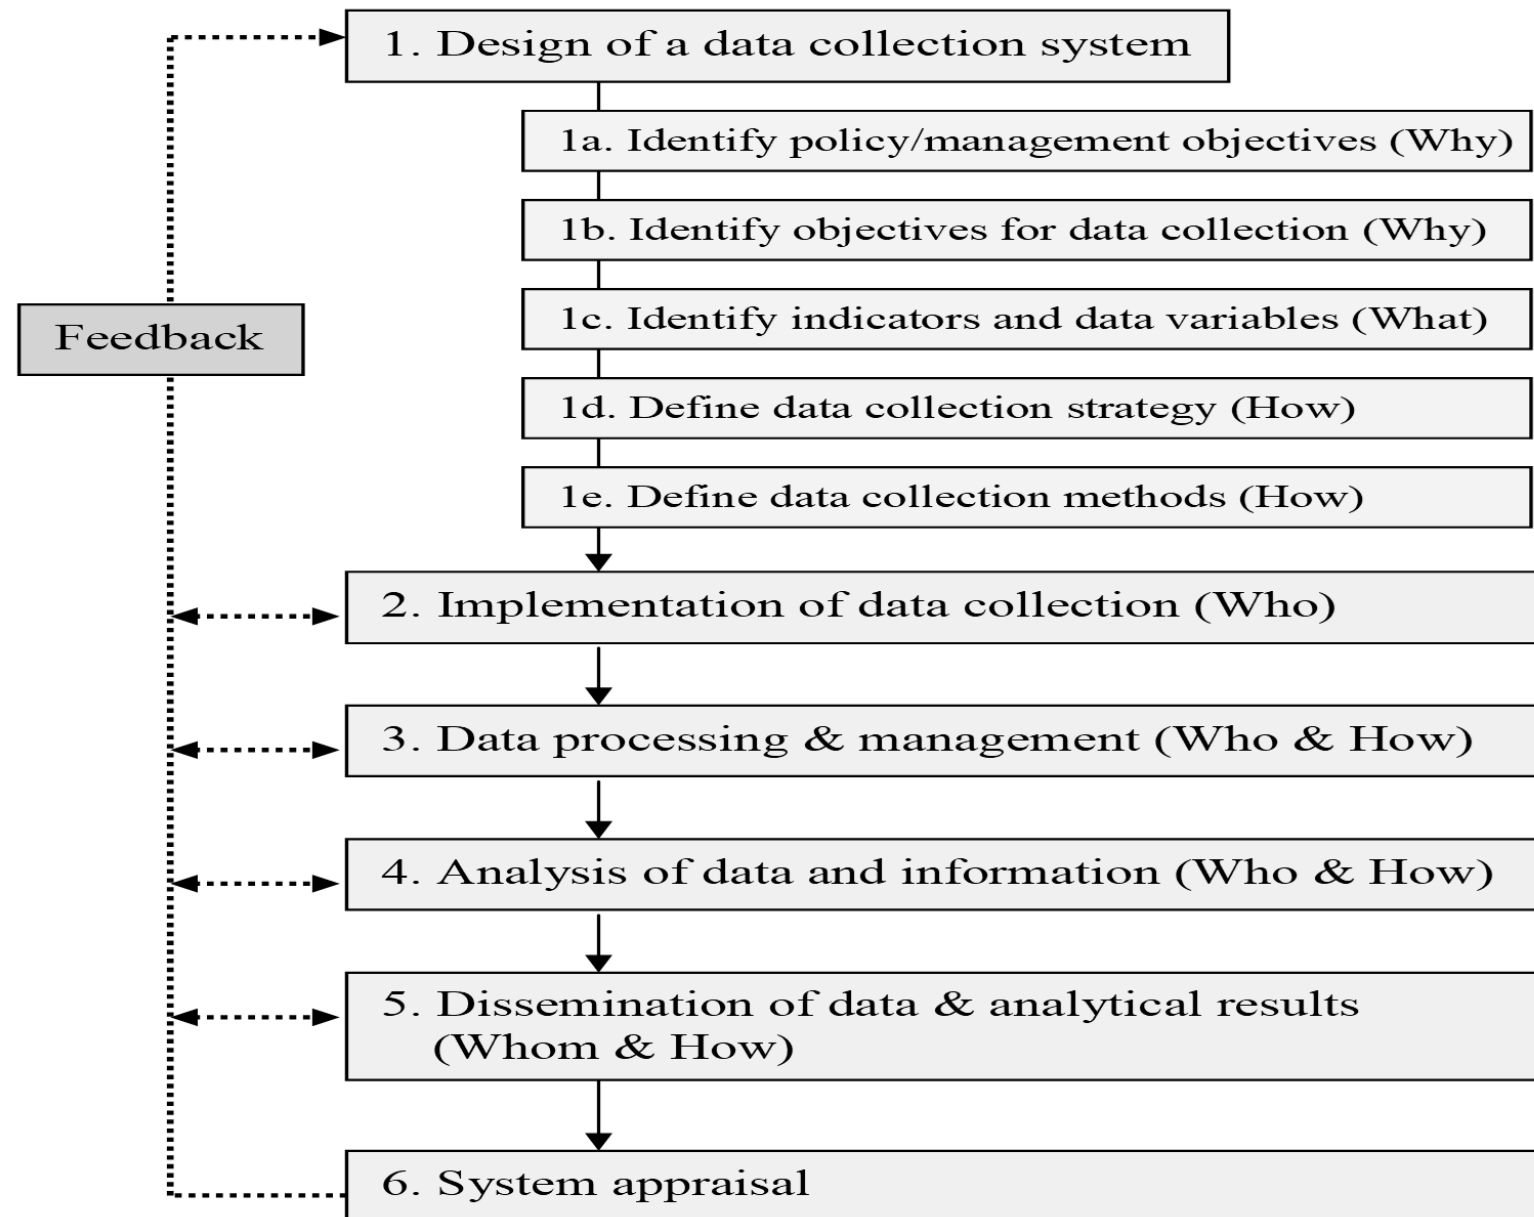 1. Design of a data collection system
1a. Identify policy/management objectives (Why)
1b. Identify objectives for data collection (Why)
1c. Identify indicators and data variables (What)
Feedback
1d. Define data collection strategy (How)
1e. Define data collection methods (How)
2. Implementation of data collection (Who)
3. Data processing & management (Who & How)
4. Analysis of data and information (Who & How)
5. Dissemination of data & analytical results
(Whom & How)
6. System appraisal